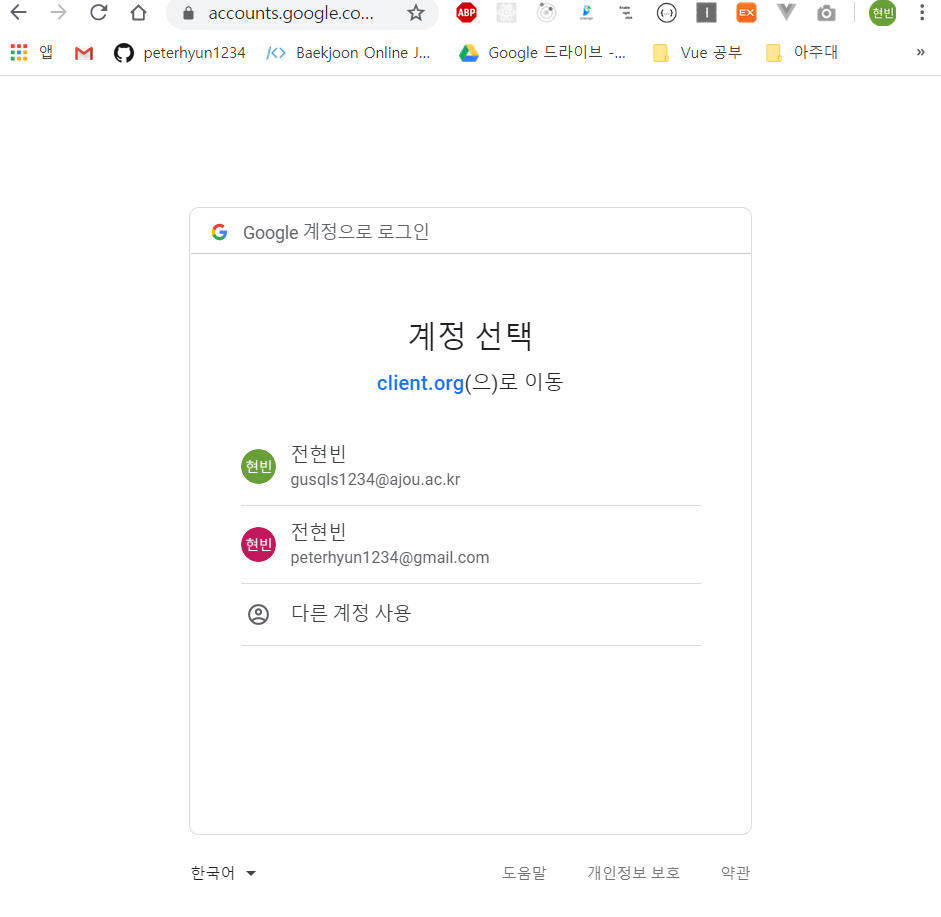 accounts.google.co...
ABP
EX
현빈
앱
peterhyun1234
Baekjoon Online J...
Google 드라이브 -...
Vue 공부
아주대
»
Google 계정으로 로그인
계정 선택
client.org(으)로 이동
현빈
전현빈
gusqls1234@ajou.ac.kr
현빈
전현빈
peterhyun1234@gmail.com
다른 계정 사용
한국어
도움말
개인정보 보호
약관